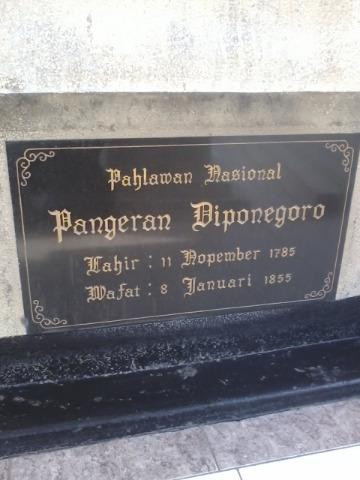 Pahlawan Nasional
Pangeran Diponegoro
Lahir : 11 Nopember 1785
Wafat : 8 Januari 1855